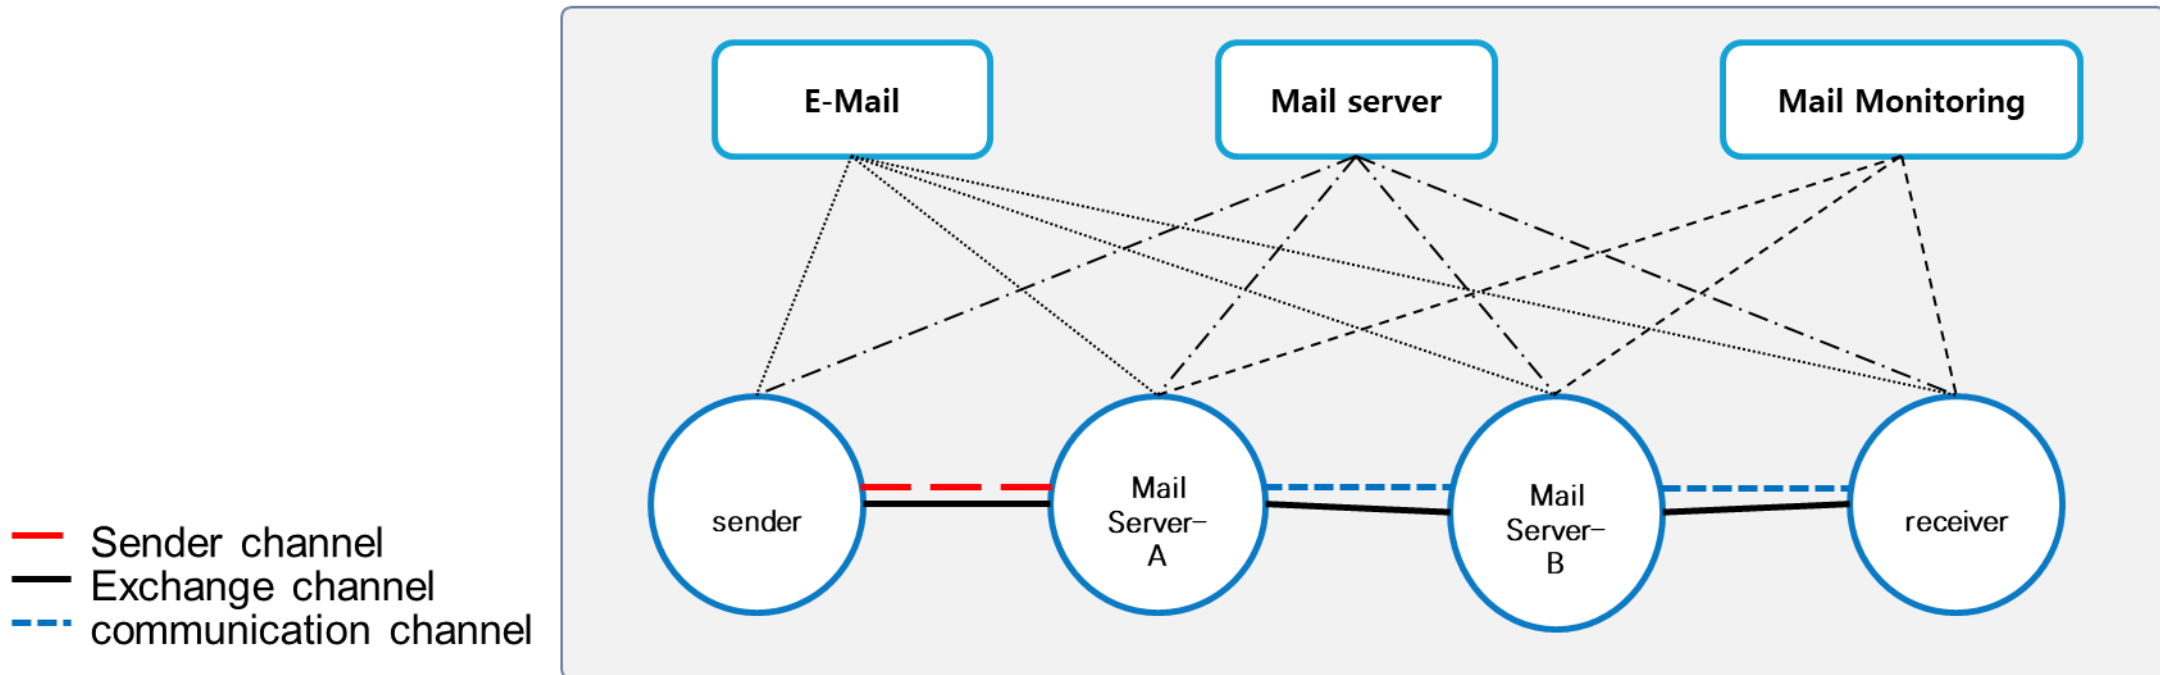 E-Mail
Mail server
Mail Monitoring
sender
Mail
Server-
A
Mail
Server-
B
receiver
Sender channel
Exchange channel
communication channel